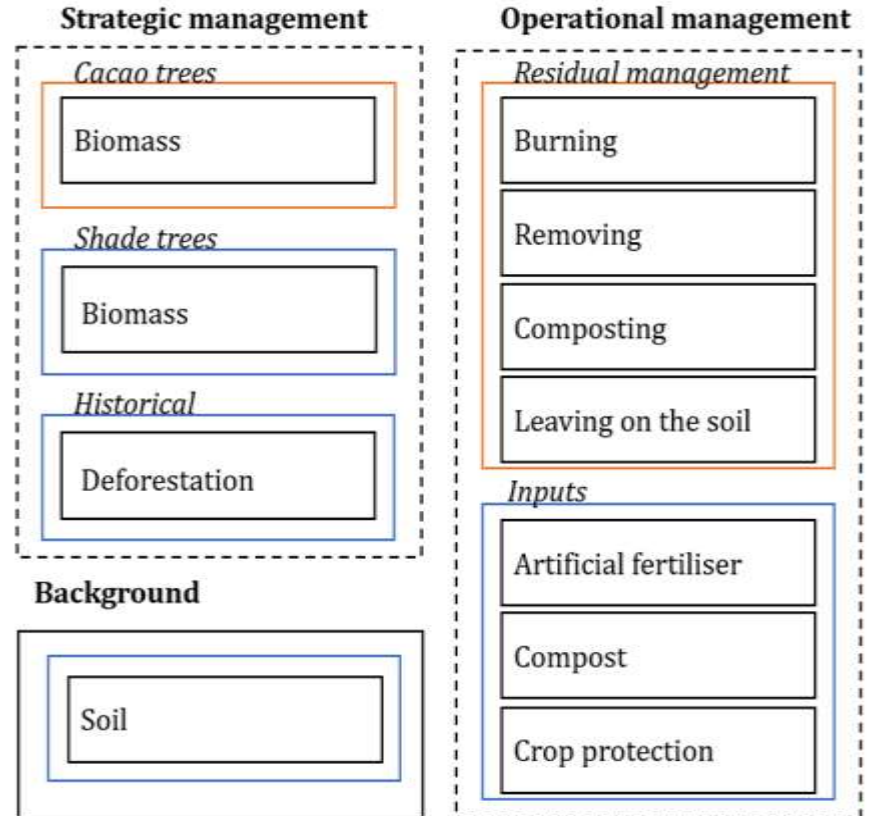 Strategic management
Cacao trees
Biomass
Shade trees
Biomass
Historical
Deforestation
Background
Soil
Operational management
Residual management
Burning
Removing
Composting
Leaving on the soil
Inputs
Artificial fertiliser
Compost
Crop protection